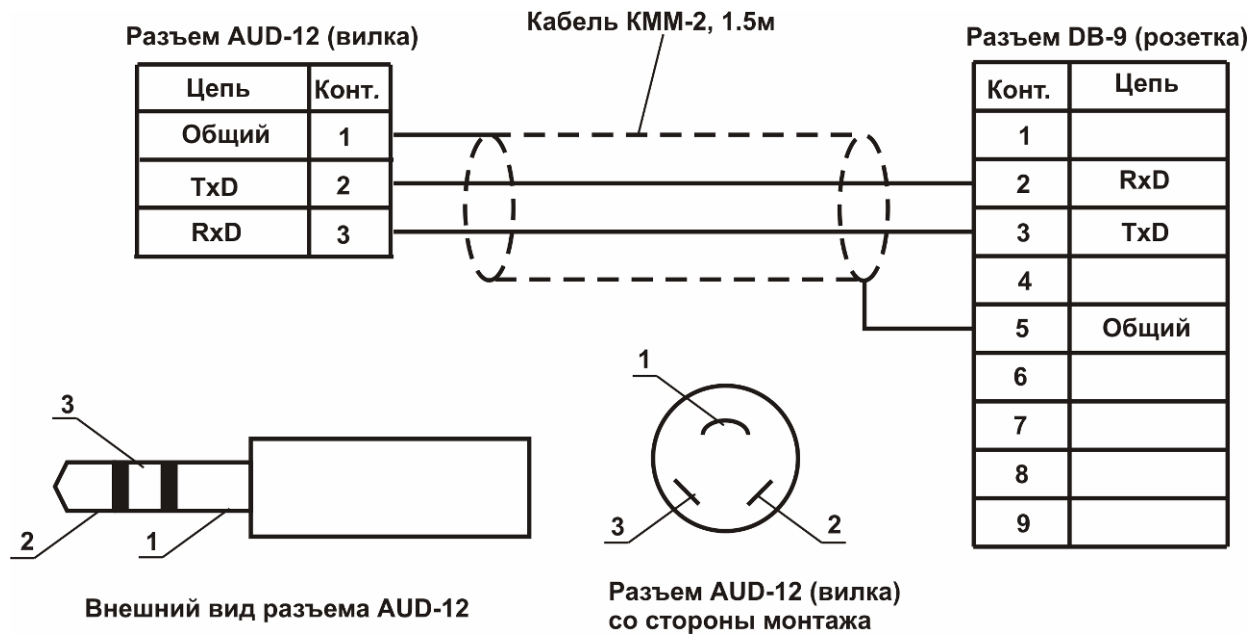 Кабель КММ-2, 1.5м
Разъем AUD-12 (вилка)
Цепь Конт.
Общий 1
TxD 2
RxD 3
Разъем DB-9 (розетка)
Конт. Цепь
1
2 RxD
3 TxD
4
5 Общий
6
7
8
9
3
2
1
Внешний вид разъема AUD-12
1
3
2
Разъем AUD-12 (вилка)
со стороны монтажа